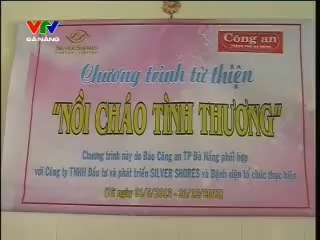 VTV
ĐÀ NẴNG
SILVER SHORES
Công an
Chương trình từ thiện
"NỒI CHÁO TÌNH THƯƠNG"
Chương trình này do Báo Công an TP Đà Nẵng phối hợp
với Công ty TNHH Đầu tư và phát triển SILVER SHORES và Bệnh viện tổ chức thực hiện